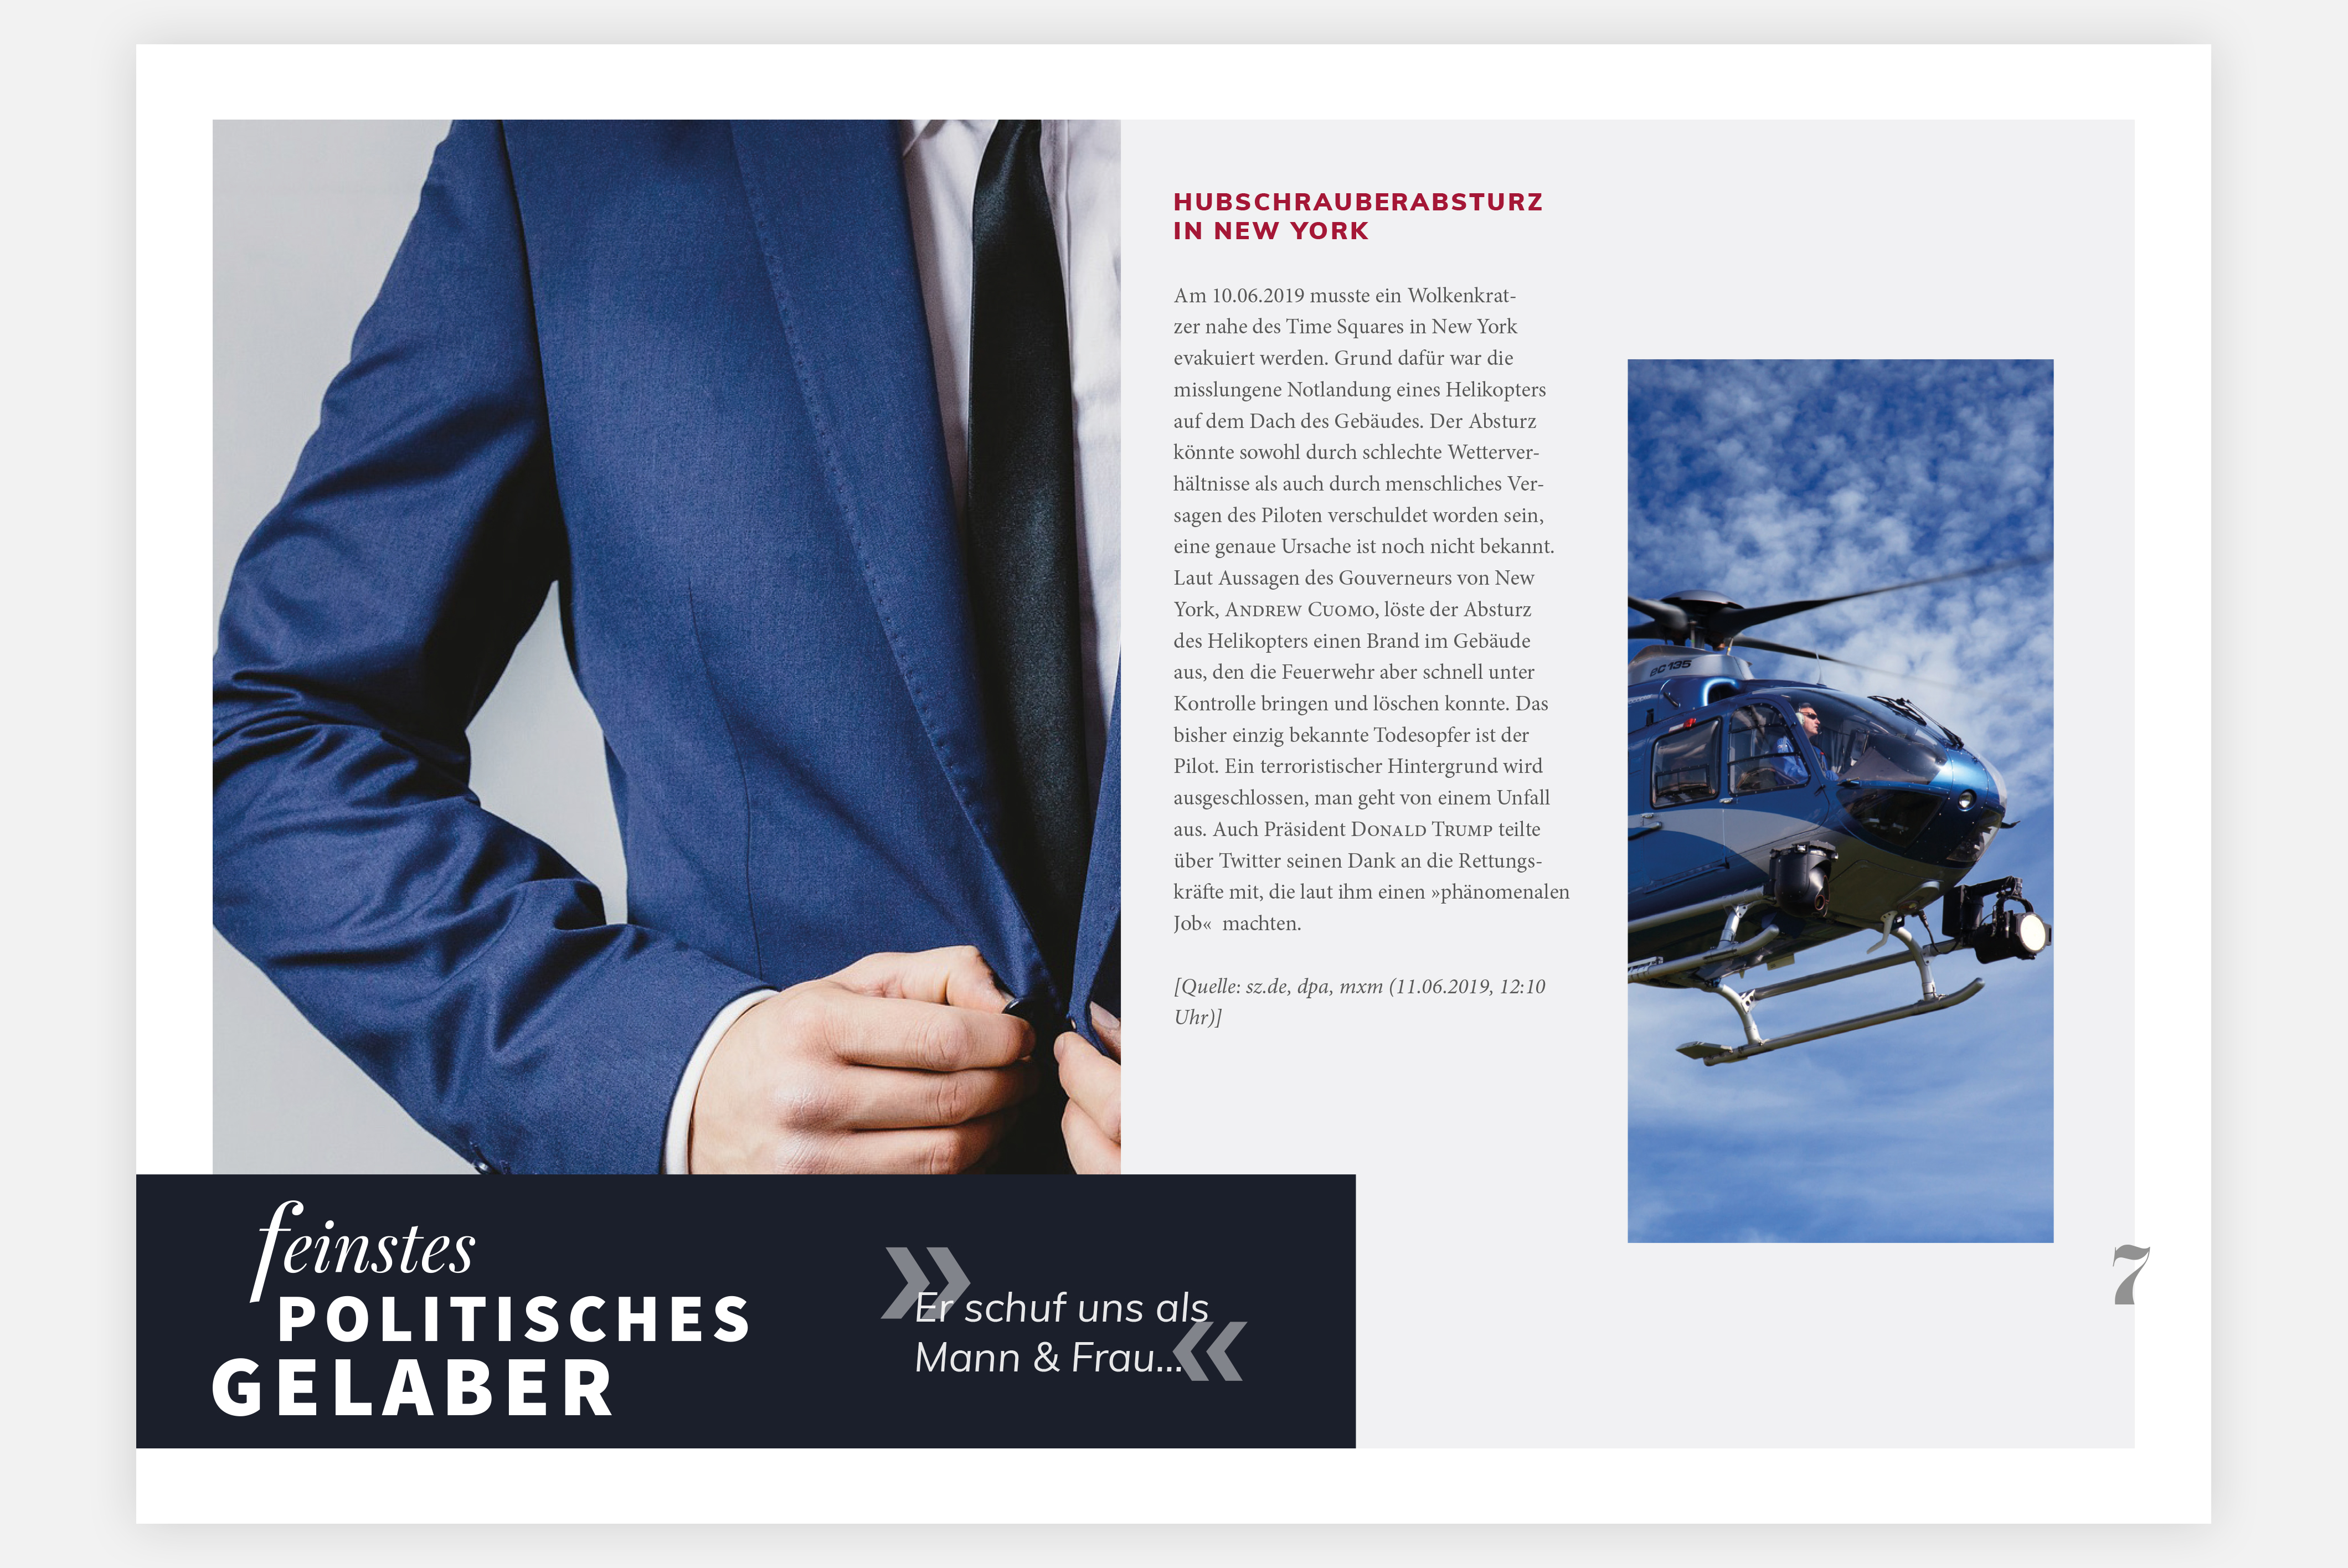 HUBSCHRAUBERABSTURZ
IN NEW YORK
Am 10.06.2019 musste ein Wolkenkrat-
zer nahe des Time Squares in New York
evakuiert werden. Grund dafür war die
misslungene Notlandung eines Helikopters
auf dem Dach des Gebäudes. Der Absturz
könnte sowohl durch schlechte Wetterver-
hältnisse als auch durch menschliches Ver-
sagen des Piloten verschuldet worden sein,
eine genaue Ursache ist noch nicht bekannt.
Laut Aussagen des Gouverneurs von New
York, Andrew Cuomo, löste der Absturz
des Helikopters einen Brand im Gebäude
aus, den die Feuerwehr aber schnell unter
Kontrolle bringen und löschen konnte. Das
bisher einzig bekannte Todesopfer ist der
Pilot. Ein terroristischer Hintergrund wird
ausgeschlossen, man geht von einem Unfall
aus. Auch Präsident Donald Trump teilte
über Twitter seinen Dank an die Rettungs-
kräfte mit, die laut ihm einen »phänomenalen
Job« machten.
[Quelle: sz.de, dpa, mxm (11.06.2019, 12:10
Uhr)]
EC 135
feinstes
POLITISCHES
GELABER
»Er schuf uns als
Mann & Frau...«
7